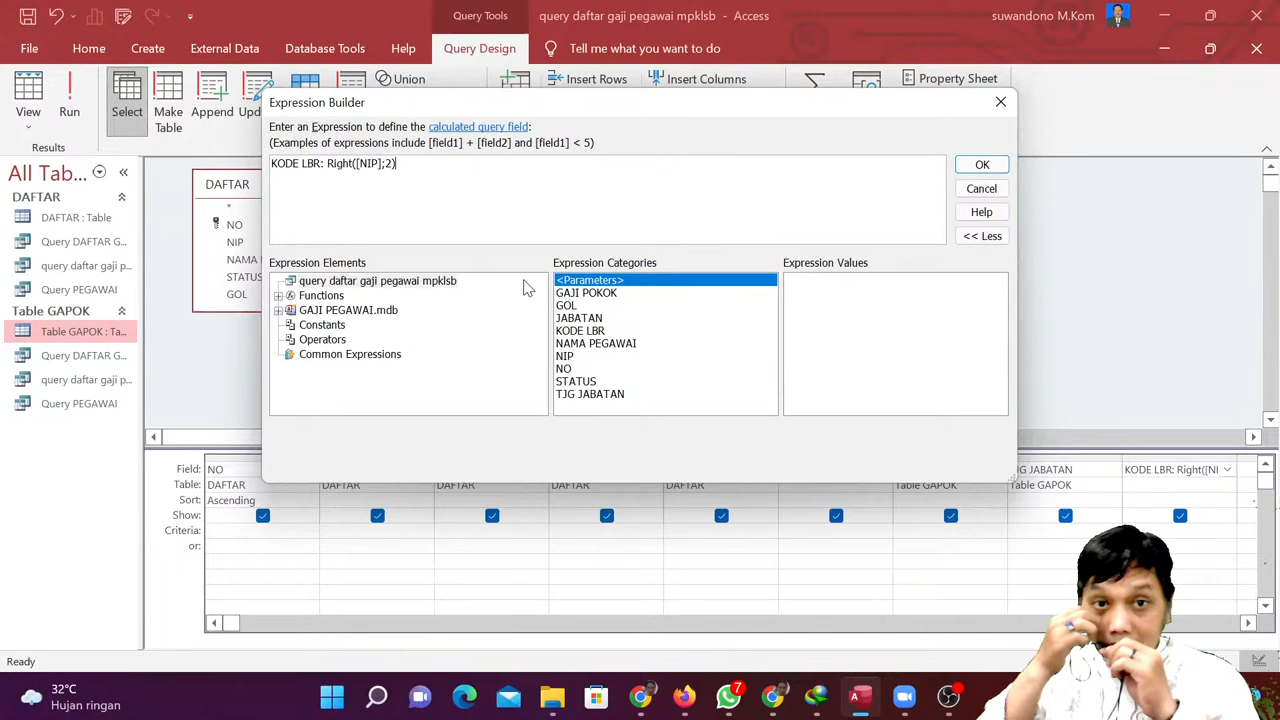 Query Tools
query daftar gaji pegawai mpklsb - Access
suwandono M.Kom
File
Home
Create
External Data
Database Tools
Help
Query Design
Tell me what you want to do
View
Run
Select
Make Table
Append
Union
Insert Rows
Insert Columns
Property Sheet
Results
Expression Builder
Enter an Expression to define the calculated query field:
(Examples of expressions include [field1] + [field2] and [field1] < 5)
KODE LBR: Right([NIP];2)
OK
Cancel
Help
<< Less
Expression Elements
query daftar gaji pegawai mpklsb
Functions
GAJI PEGAWAI.mdb
Constants
Operators
Common Expressions
Expression Categories
<Parameters>
GAJI POKOK
GOL
JABATAN
KODE LBR
NAMA PEGAWAI
NIP
NO
STATUS
TJG JABATAN
Expression Values
All Tab...
DAFTAR
DAFTAR : Table
Query DAFTAR G...
query daftar gaji p...
Query PEGAWAI
Table GAPOK
Table GAPOK : Ta...
Query DAFTAR G...
query daftar gaji p...
Query PEGAWAI
DAFTAR
*
NO
NIP
NAMA
STATUS
GOL
Field: NO JABATAN KODE LBR: Right([NI
Table: DAFTAR DAFTAR DAFTAR DAFTAR DAFTAR Table GAPOK Table GAPOK
Sort: Ascending
Show:
Criteria:
or:
Ready
32°C
Hujan ringan
7